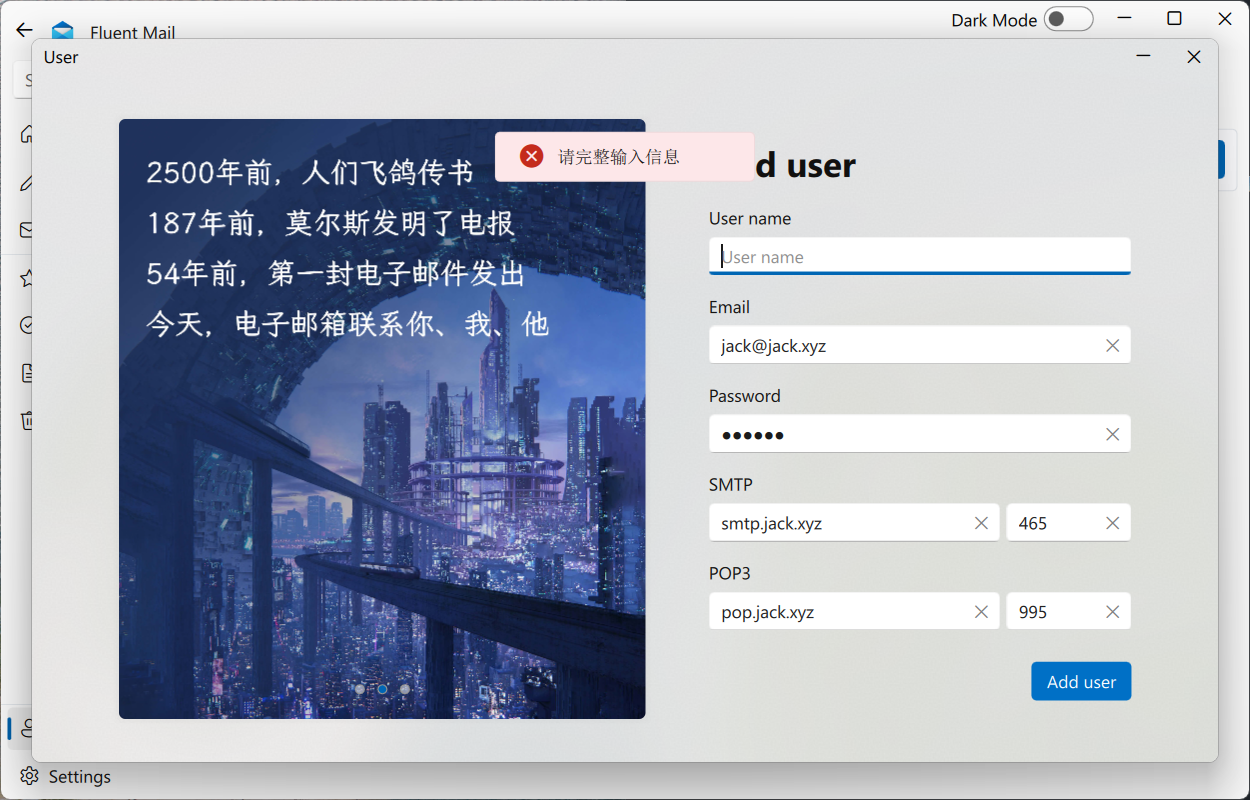 Fluent Mail
Dark Mode
User
S
2500年前，人们飞鸽传书
187年前，莫尔斯发明了电报
54年前，第一封电子邮件发出
今天，电子邮箱联系你、我、他
请完整输入信息
d user
User name
User name
Email
jack@jack.xyz
Password
SMTP
smtp.jack.xyz
465
POP3
pop.jack.xyz
995
Add user
Settings